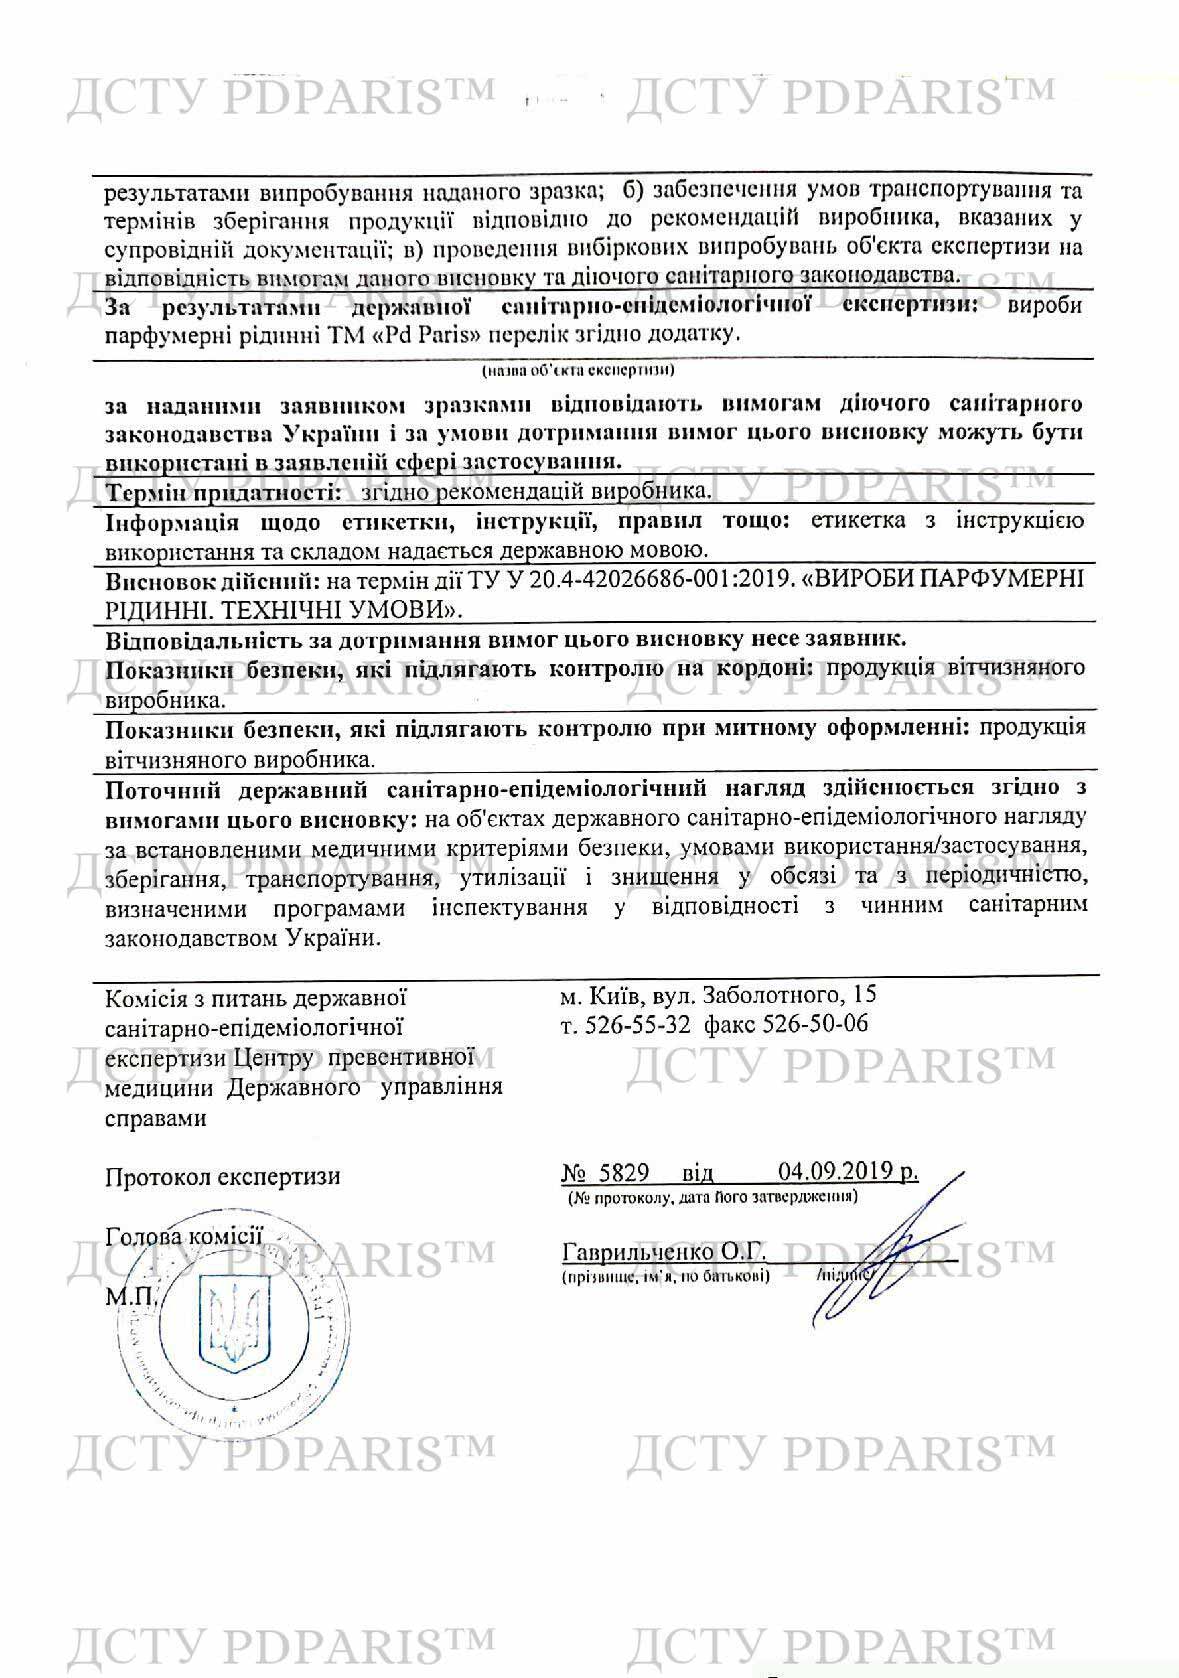 ДСТУ PDPARIS™ ДСТУ PDPARIS™
результатами випробування наданого зразка; б) забезпечення умов транспортування та
термінів зберігання продукції відповідно до рекомендацій виробника, вказаних у
супровідній документації; в) проведення вибіркових випробувань об'єкта експертизи на
відповідність вимогам даного висновку та діючого санітарного законодавства.
ДСТУ PDPARIS™ ДСТУ PDPARIS™
За результатами державної санітарно-епідеміологічної експертизи: вироби
парфумерні рідинні ТМ «Pd Paris» перелік згідно додатку.
(назва об'єкта експертизи)
за наданими заявником зразками відповідають вимогам діючого санітарного
законодавства України і за умови дотримання вимог цього висновку можуть бути
використані в заявленій сфері застосування.
ДСТУ PDPARIS™ ДСТУ PDPARIS™
Термін придатності: згідно рекомендацій виробника.
Інформація щодо етикетки, інструкції, правил тощо: етикетка з інструкцією
використання та складом надається державною мовою.
Висновок дійсний: на термін дії ТУ У 20.4-42026686-001:2019. «ВИРОБИ ПАРФУМЕРНІ
РІДИННІ. ТЕХНІЧНІ УМОВИ».
Відповідальність за дотримання вимог цього висновку несе заявник.
Показники безпеки, які підлягають контролю на кордоні: продукція вітчизняного
ДСТУ PDPARIS™ ДСТУ PDPARIS™
виробника.
Показники безпеки, які підлягають контролю при митному оформленні: продукція
вітчизняного виробника.
Поточний державний санітарно-епідеміологічний нагляд здійснюється згідно з
вимогами цього висновку: на об'єктах державного санітарно-епідеміологічного нагляду
за встановленими медичними критеріями безпеки, умовами використання/застосування,
ДСТУ PDPARIS™ ДСТУ PDPARIS™
зберігання, транспортування, утилізації і знищення у обсязі та з періодичністю,
визначеними програмами інспектування у відповідності з чинним санітарним
законодавством України.
Комісія з питань державної м. Київ, вул. Заболотного, 15
санітарно-епідеміологічної т. 526-55-32 факс 526-50-06
експертизи Центру превентивної
ДСТУ PDPARIS™ ДСТУ PDPARIS™
медицини Державного управління
справами
Протокол експертизи № 5829 від 04.09.2019 р.
(№ протоколу, дата його затвердження)
Голова комісії Гаврильченко О.Г.
ДСТУ PDPARIS™ ДСТУ PDPARIS™
(прізвище, ім'я, по батькові) /підпис/
М.П.
ДСТУ PDPARIS™ ДСТУ PDPARIS™
ДСТУ PDPARIS™ ДСТУ PDPARIS™